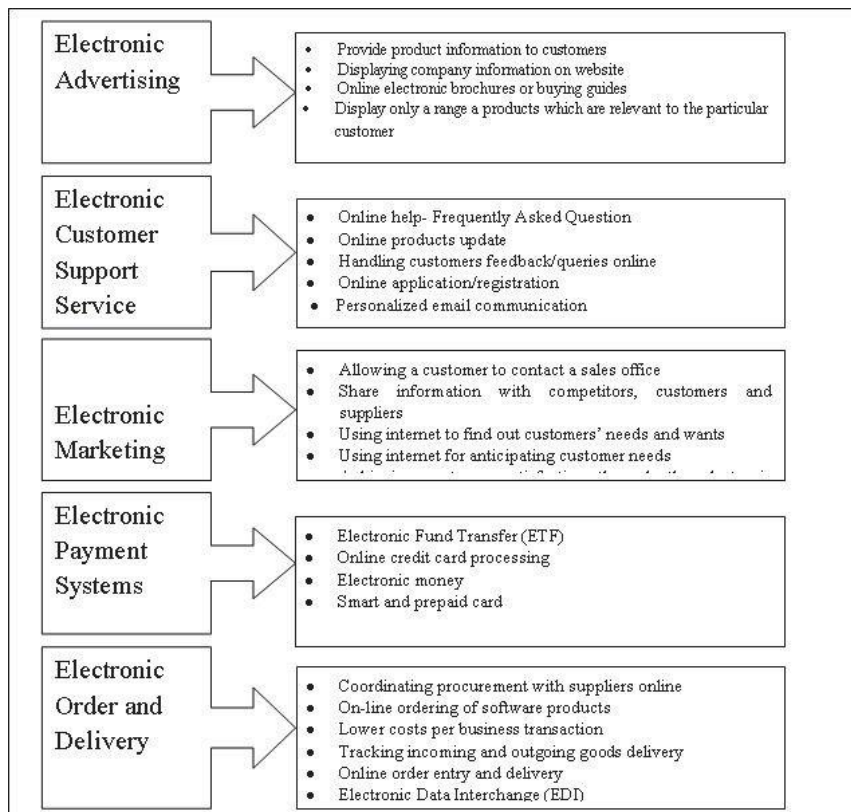 Electronic
Advertising
• Provide product information to customers
• Displaying company information on website
• Online electronic brochures or buying guides
• Display only a range a products which are relevant to the particular
customer
Electronic
Customer
Support
Service
• Online help- Frequently Asked Question
• Online products update
• Handling customers feedback/queries online
• Online application/registration
• Personalized email communication
Electronic
Marketing
• Allowing a customer to contact a sales office
• Share information with competitors, customers and
suppliers
• Using internet to find out customers’ needs and wants
• Using internet for anticipating customer needs
Electronic
Payment
Systems
• Electronic Fund Transfer (ETF)
• Online credit card processing
• Electronic money
• Smart and prepaid card
Electronic
Order and
Delivery
• Coordinating procurement with suppliers online
• On-line ordering of software products
• Lower costs per business transaction
• Tracking incoming and outgoing goods delivery
• Online order entry and delivery
• Electronic Data Interchange (EDI)